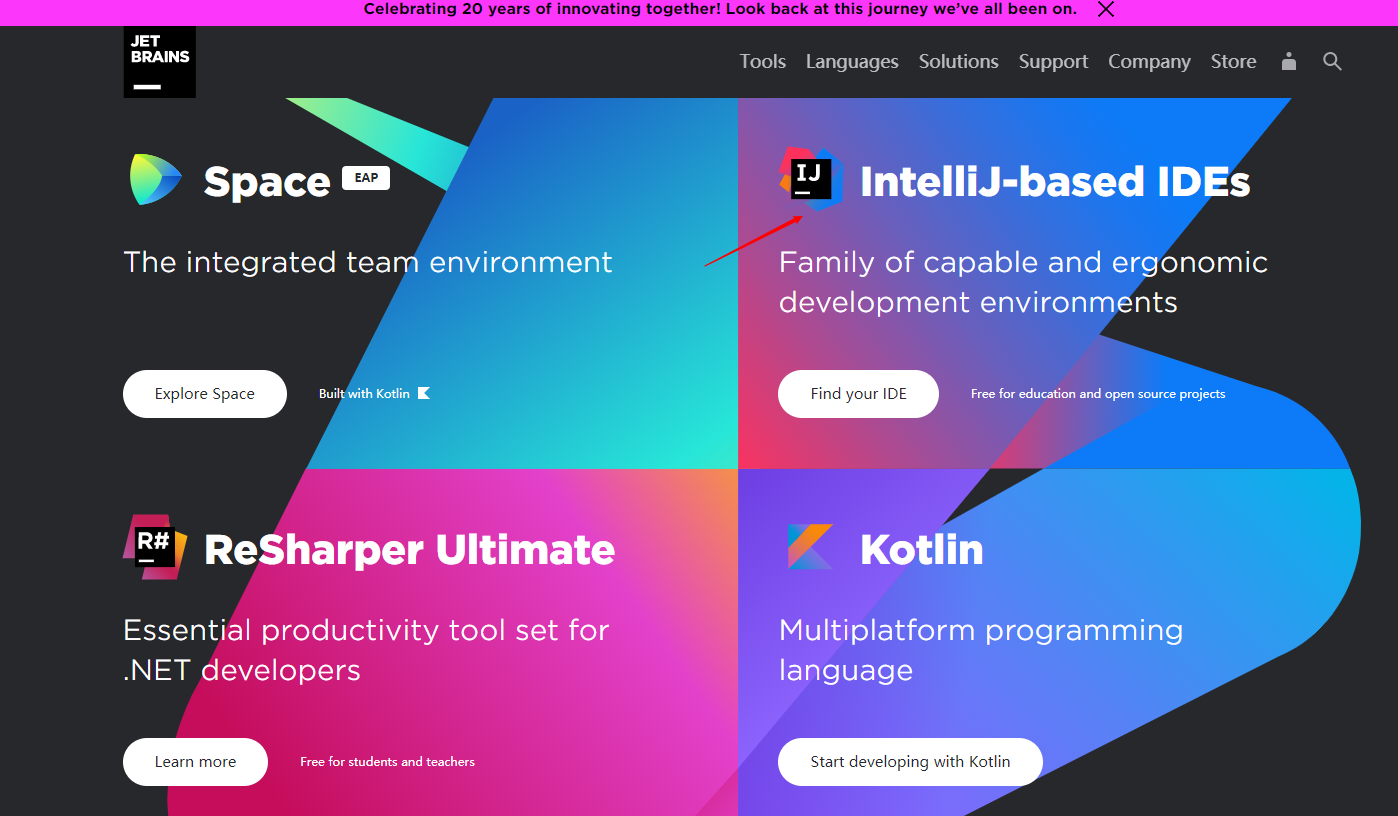 Celebrating 20 years of innovating together! Look back at this journey we've all been on.
JET
BRAINS
Tools Languages Solutions Support Company Store
Space EAP
The integrated team environment
Explore Space
Built with Kotlin
IJ
IntelliJ-based IDEs
Family of capable and ergonomic
development environments
Find your IDE
Free for education and open source projects
R#
ReSharper Ultimate
Essential productivity tool set for
.NET developers
Learn more
Free for students and teachers
Kotlin
Multiplatform programming
language
Start developing with Kotlin